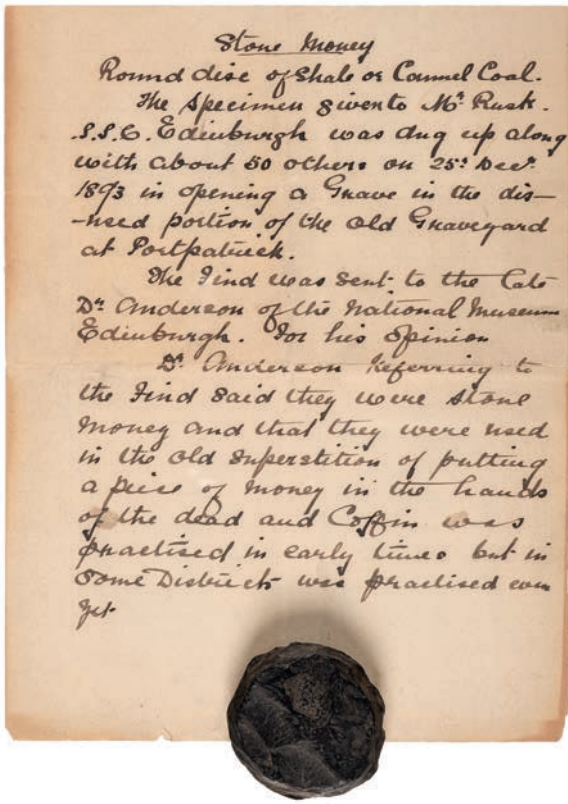 Stone Money
Round disc of Shale or Cannel Coal.
The Specimen given to Mr. Rusk.
S.S.C. Edinburgh was dug up along
with about 50 others on 25th Decr.
1893 in opening a Grave in the dis-
-used portion of the Old Graveyard
at Portpatrick.
The Find was sent to the late
Dr Anderson of the National Museum
Edinburgh. for his opinion
Dr. Anderson referring to
the Find said they were stone
money and that they were used
in the old superstition of putting
a piece of money in the hands
of the dead and Coffin was
practised in early times but in
Some Districts was practised even
yet